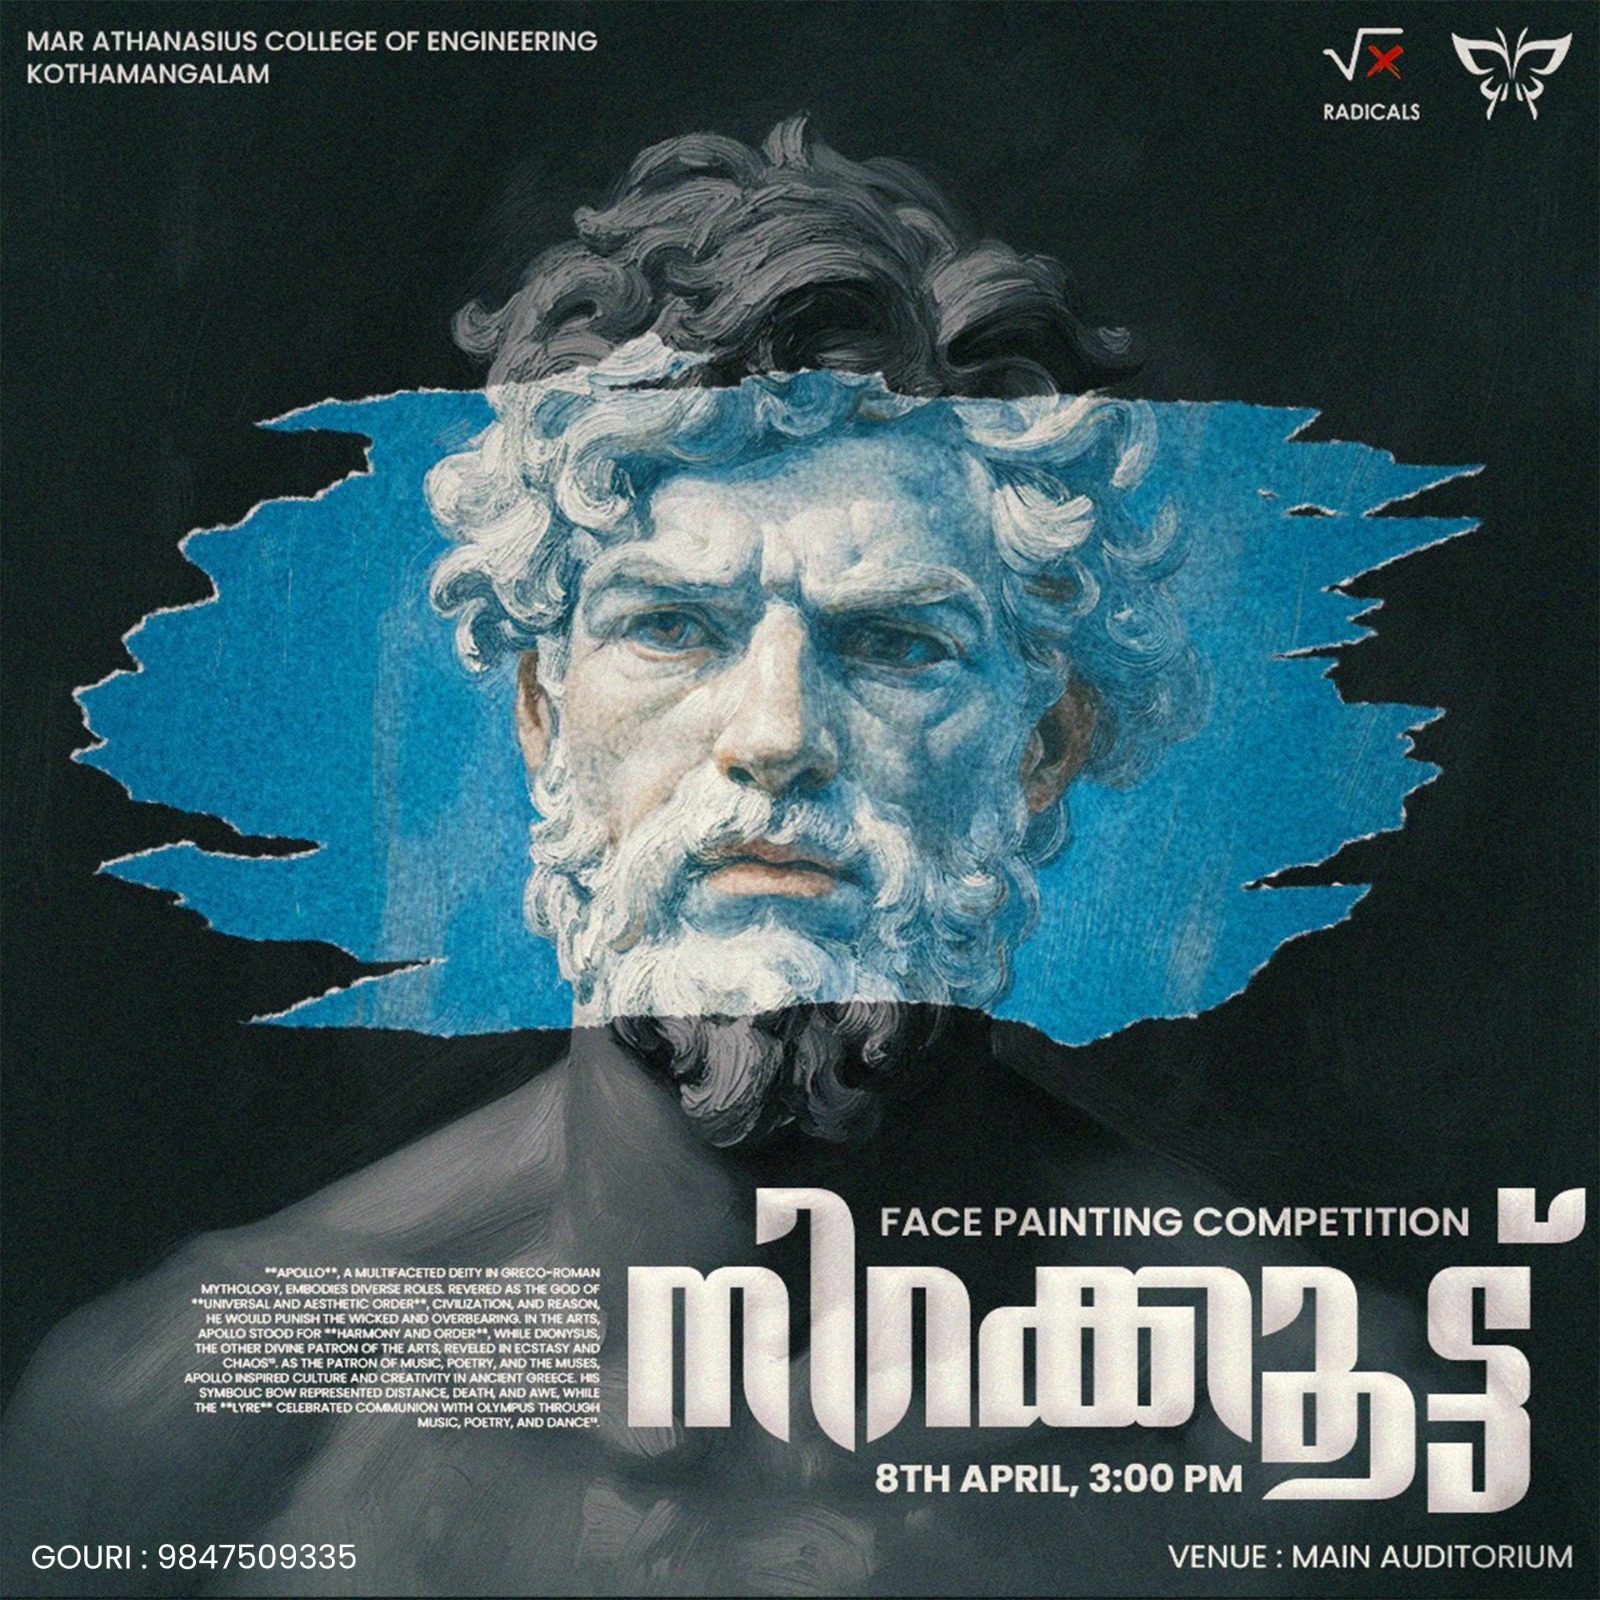 MAR ATHANASIUS COLLEGE OF ENGINEERING
KOTHAMANGALAM
RADICALS
FACE PAINTING COMPETITION
നിറക്കൂട്ട്
**APOLLO**, A MULTIFACETED DEITY IN GRECO-ROMAN
MYTHOLOGY, EMBODIES DIVERSE ROLES. REVERED AS THE GOD OF
**UNIVERSAL AND AESTHETIC ORDER**, CIVILIZATION, AND REASON,
HE WOULD PUNISH THE WICKED AND OVERBEARING. IN THE ARTS,
APOLLO STOOD FOR **HARMONY AND ORDER**, WHILE DIONYSUS,
THE OTHER DIVINE PATRON OF THE ARTS, REVELED IN ECSTASY AND
CHAOS¹². AS THE PATRON OF MUSIC, POETRY, AND THE MUSES,
APOLLO INSPIRED CULTURE AND CREATIVITY IN ANCIENT GREECE. HIS
SYMBOLIC BOW REPRESENTED DISTANCE, DEATH, AND AWE, WHILE
THE **LYRE** CELEBRATED COMMUNION WITH OLYMPUS THROUGH
MUSIC, POETRY, AND DANCE¹³.
8TH APRIL, 3:00 PM
GOURI : 9847509335
VENUE : MAIN AUDITORIUM